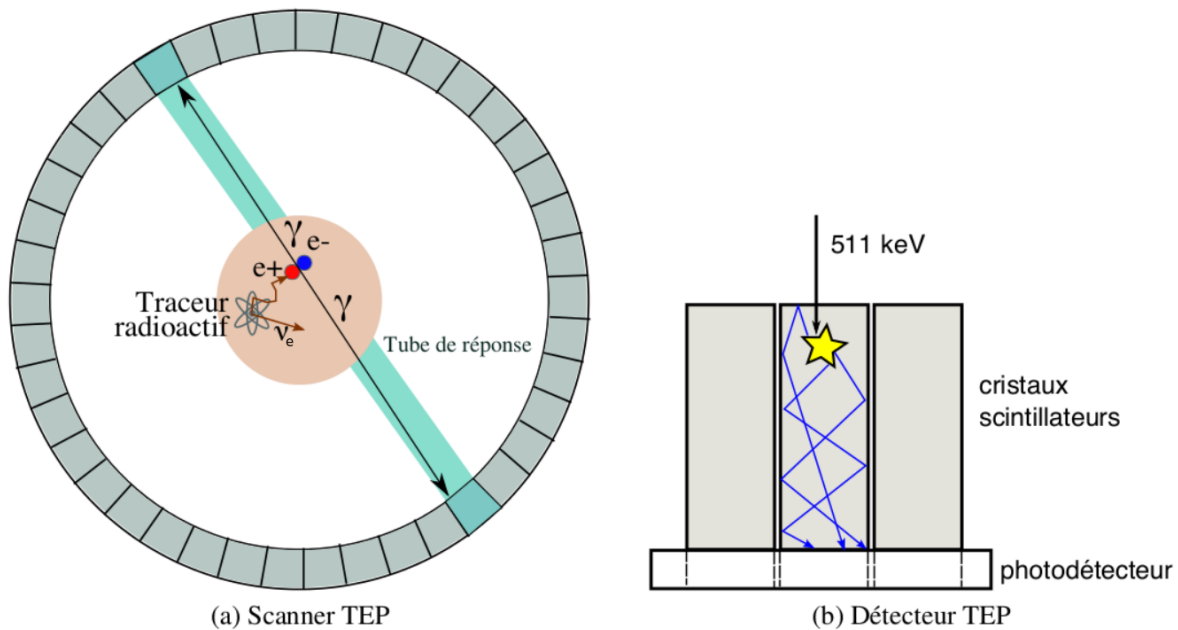 γ
e-
e+
Traceur
radioactif
γ
νe
Tube de réponse
(a) Scanner TEP
511 keV
cristaux
scintillateurs
photodétecteur
(b) Détecteur TEP